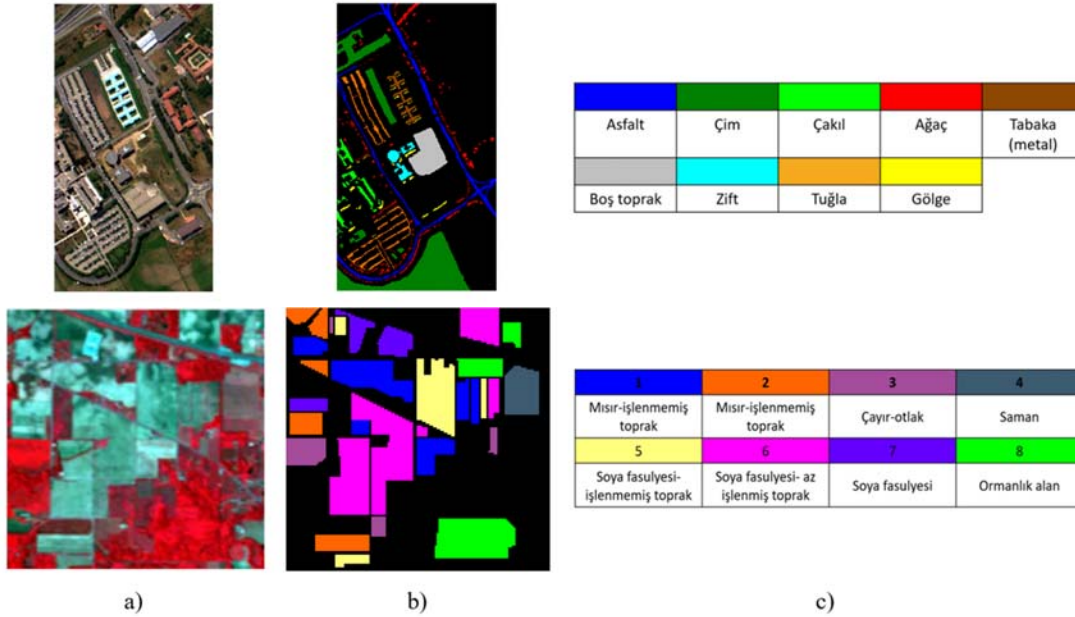 Asfalt Çim Çakıl Ağaç Tabaka
(metal)
Boş toprak Zift Tuğla Gölge
1 2 3 4
Mısır-işlenmemiş Mısır-işlenmemiş Çayır-otlak Saman
toprak toprak
5 6 7 8
Soya fasulyesi- Soya fasulyesi- az Soya fasulyesi Ormanlık alan
işlenmemiş toprak işlenmiş toprak
a) b) c)